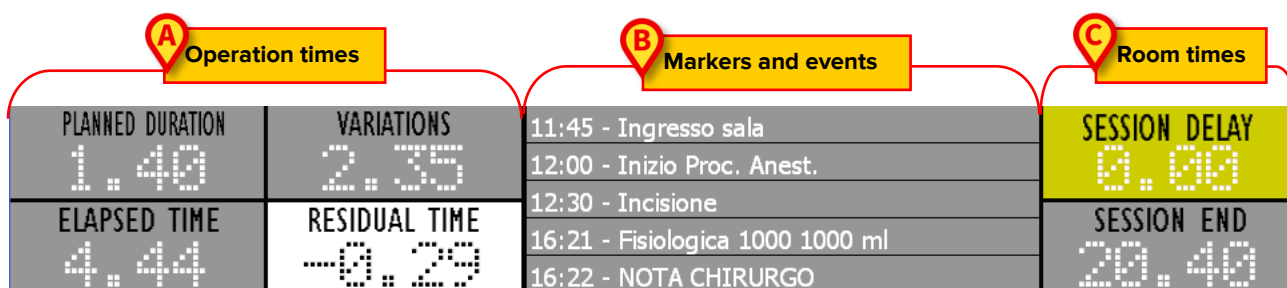 A
Operation times
B
Markers and events
C
Room times
PLANNED DURATION
1.40
VARIATIONS
2.35
ELAPSED TIME
4.44
RESIDUAL TIME
-0.29
11:45 - Ingresso sala
12:00 - Inizio Proc. Anest.
12:30 - Incisione
16:21 - Fisiologica 1000 1000 ml
16:22 - NOTA CHIRURGO
SESSION DELAY
0.00
SESSION END
20.40